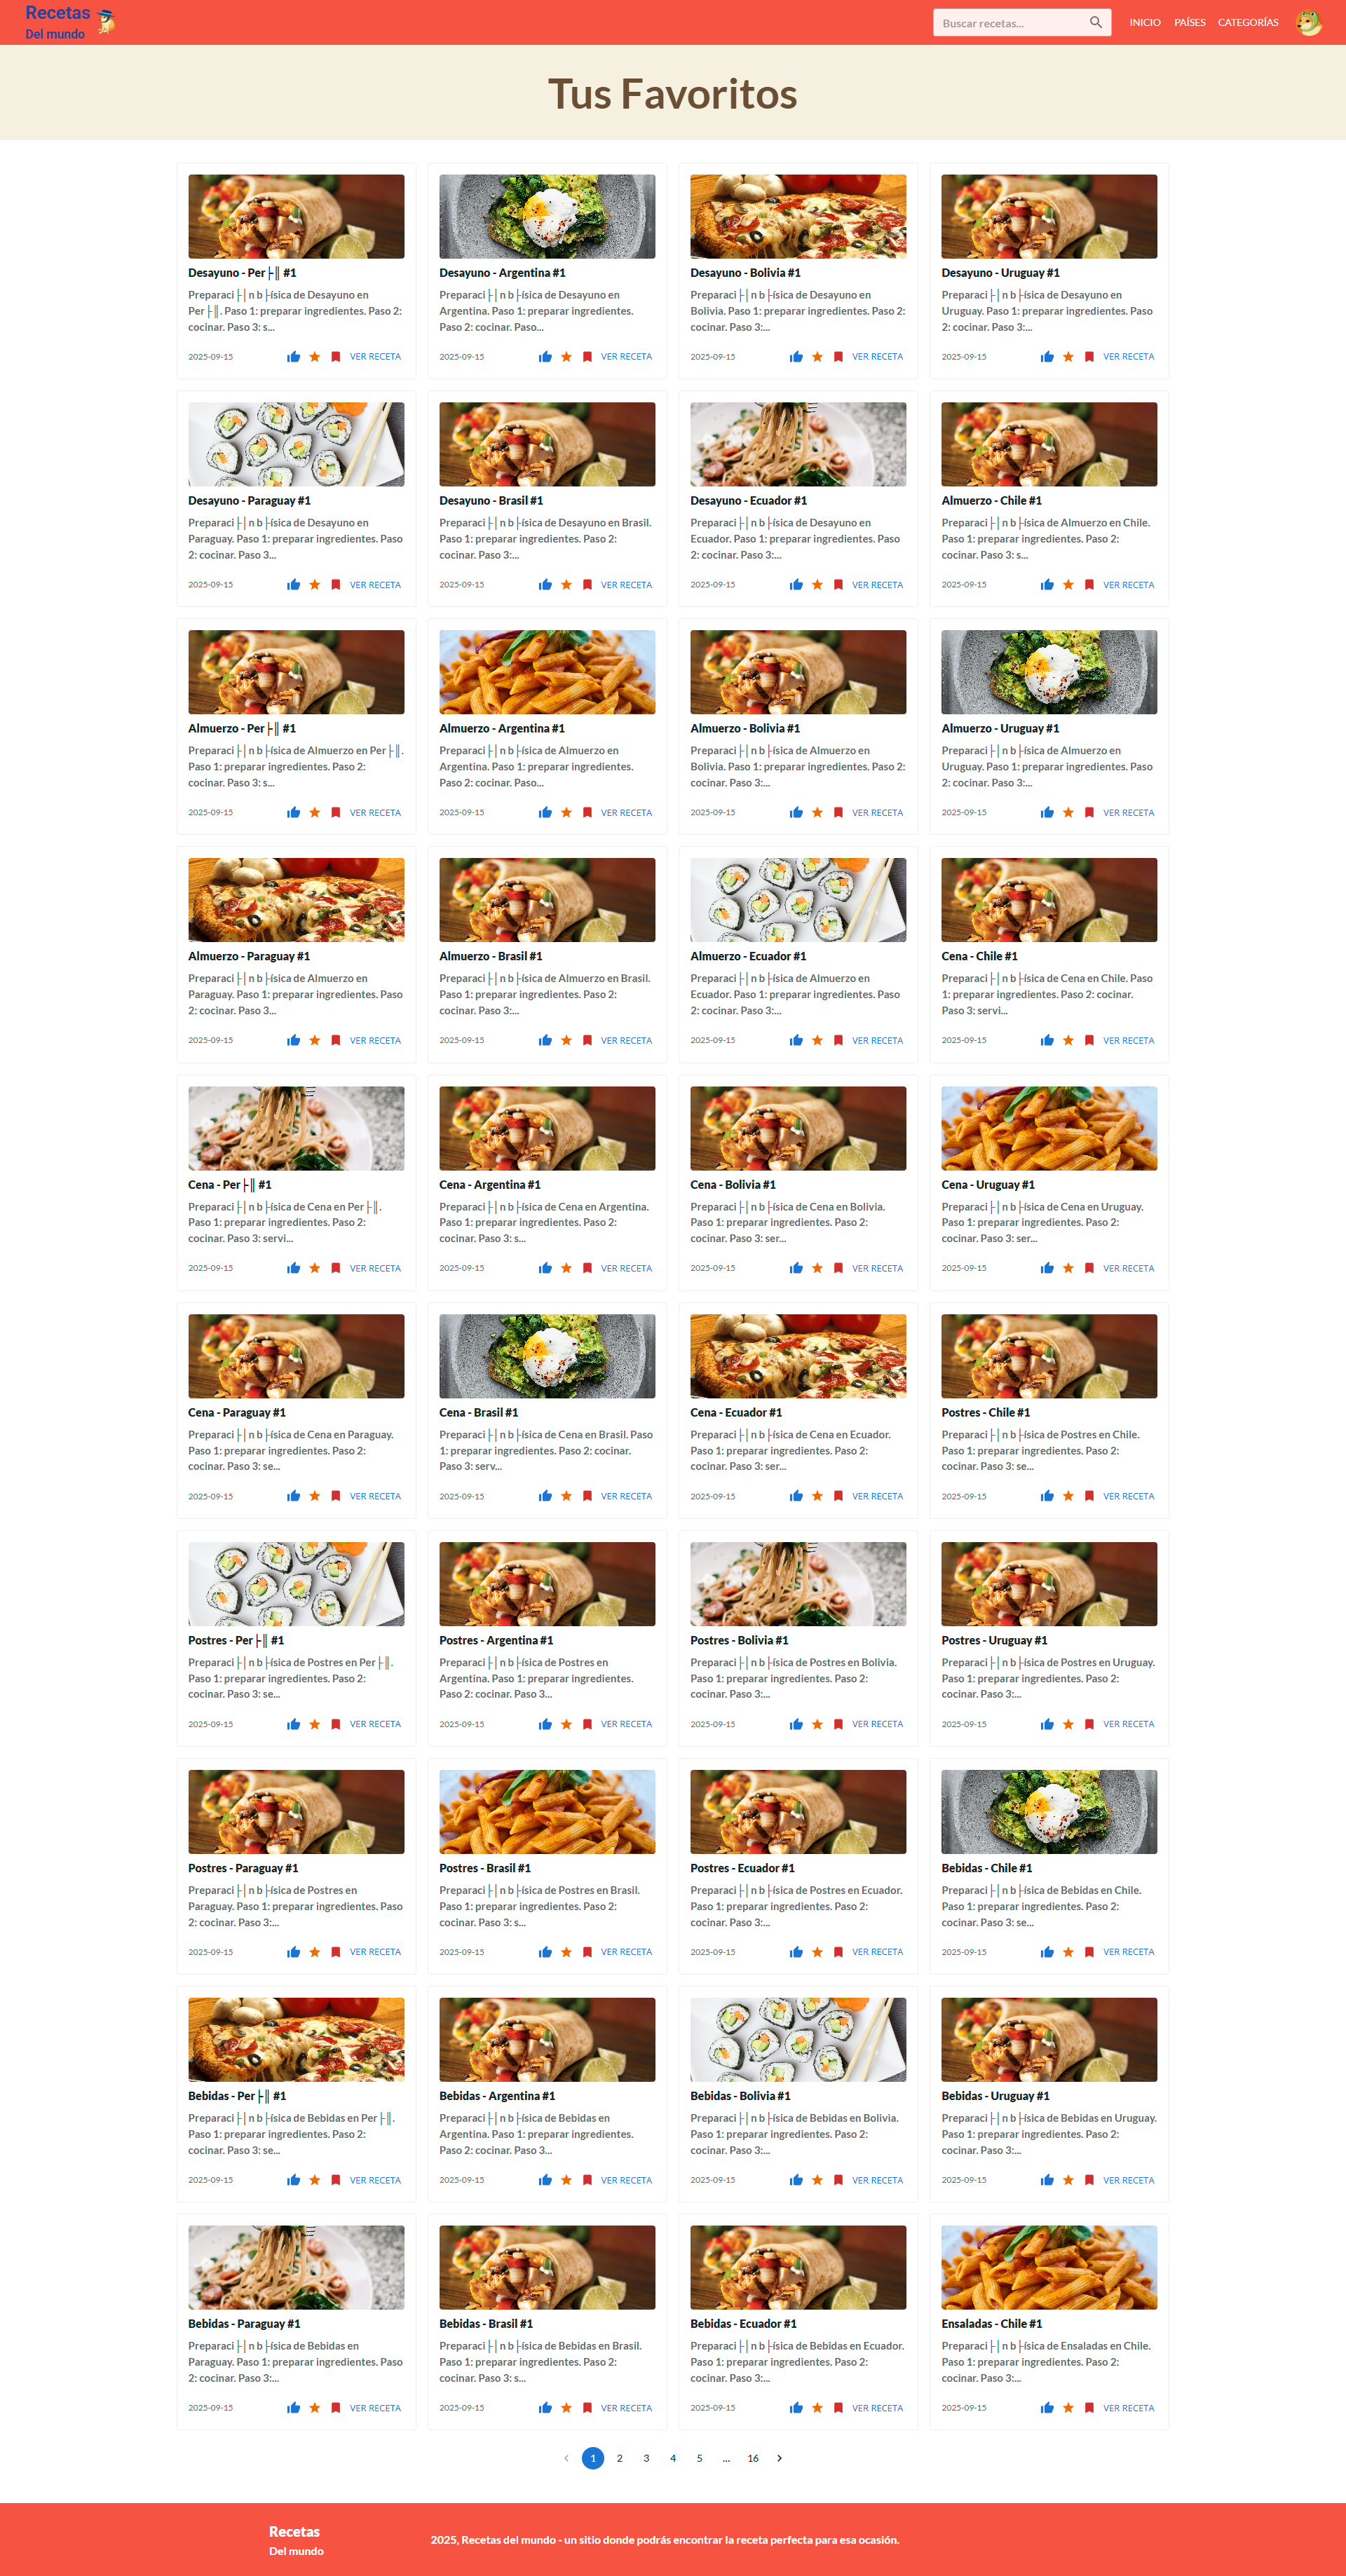 Recetas
Del mundo
Buscar recetas...
INICIO
PAÍSES
CATEGORÍAS
Tus Favoritos
Desayuno - Per├║ #1
Preparaci├│n b├ísica de Desayuno en
Per├║. Paso 1: preparar ingredientes. Paso 2:
cocinar. Paso 3: s...
2025-09-15 VER RECETA
Desayuno - Argentina #1
Preparaci├│n b├ísica de Desayuno en
Argentina. Paso 1: preparar ingredientes.
Paso 2: cocinar. Paso...
2025-09-15 VER RECETA
Desayuno - Bolivia #1
Preparaci├│n b├ísica de Desayuno en
Bolivia. Paso 1: preparar ingredientes. Paso 2:
cocinar. Paso 3:...
2025-09-15 VER RECETA
Desayuno - Uruguay #1
Preparaci├│n b├ísica de Desayuno en
Uruguay. Paso 1: preparar ingredientes. Paso
2: cocinar. Paso 3:...
2025-09-15 VER RECETA
Desayuno - Paraguay #1
Preparaci├│n b├ísica de Desayuno en
Paraguay. Paso 1: preparar ingredientes. Paso
2: cocinar. Paso 3...
2025-09-15 VER RECETA
Desayuno - Brasil #1
Preparaci├│n b├ísica de Desayuno en Brasil.
Paso 1: preparar ingredientes. Paso 2:
cocinar. Paso 3:...
2025-09-15 VER RECETA
Desayuno - Ecuador #1
Preparaci├│n b├ísica de Desayuno en
Ecuador. Paso 1: preparar ingredientes. Paso
2: cocinar. Paso 3:...
2025-09-15 VER RECETA
Almuerzo - Chile #1
Preparaci├│n b├ísica de Almuerzo en Chile.
Paso 1: preparar ingredientes. Paso 2:
cocinar. Paso 3: s...
2025-09-15 VER RECETA
Almuerzo - Per├║ #1
Preparaci├│n b├ísica de Almuerzo en Per├║.
Paso 1: preparar ingredientes. Paso 2:
cocinar. Paso 3: s...
2025-09-15 VER RECETA
Almuerzo - Argentina #1
Preparaci├│n b├ísica de Almuerzo en
Argentina. Paso 1: preparar ingredientes.
Paso 2: cocinar. Paso...
2025-09-15 VER RECETA
Almuerzo - Bolivia #1
Preparaci├│n b├ísica de Almuerzo en
Bolivia. Paso 1: preparar ingredientes. Paso 2:
cocinar. Paso 3:...
2025-09-15 VER RECETA
Almuerzo - Uruguay #1
Preparaci├│n b├ísica de Almuerzo en
Uruguay. Paso 1: preparar ingredientes. Paso
2: cocinar. Paso 3:...
2025-09-15 VER RECETA
Almuerzo - Paraguay #1
Preparaci├│n b├ísica de Almuerzo en
Paraguay. Paso 1: preparar ingredientes. Paso
2: cocinar. Paso 3...
2025-09-15 VER RECETA
Almuerzo - Brasil #1
Preparaci├│n b├ísica de Almuerzo en Brasil.
Paso 1: preparar ingredientes. Paso 2:
cocinar. Paso 3:...
2025-09-15 VER RECETA
Almuerzo - Ecuador #1
Preparaci├│n b├ísica de Almuerzo en
Ecuador. Paso 1: preparar ingredientes. Paso
2: cocinar. Paso 3:...
2025-09-15 VER RECETA
Cena - Chile #1
Preparaci├│n b├ísica de Cena en Chile. Paso
1: preparar ingredientes. Paso 2: cocinar.
Paso 3: servi...
2025-09-15 VER RECETA
Cena - Per├║ #1
Preparaci├│n b├ísica de Cena en Per├║.
Paso 1: preparar ingredientes. Paso 2:
cocinar. Paso 3: servi...
2025-09-15 VER RECETA
Cena - Argentina #1
Preparaci├│n b├ísica de Cena en Argentina.
Paso 1: preparar ingredientes. Paso 2:
cocinar. Paso 3: s...
2025-09-15 VER RECETA
Cena - Bolivia #1
Preparaci├│n b├ísica de Cena en Bolivia.
Paso 1: preparar ingredientes. Paso 2:
cocinar. Paso 3: ser...
2025-09-15 VER RECETA
Cena - Uruguay #1
Preparaci├│n b├ísica de Cena en Uruguay.
Paso 1: preparar ingredientes. Paso 2:
cocinar. Paso 3: ser...
2025-09-15 VER RECETA
Cena - Paraguay #1
Preparaci├│n b├ísica de Cena en Paraguay.
Paso 1: preparar ingredientes. Paso 2:
cocinar. Paso 3: se...
2025-09-15 VER RECETA
Cena - Brasil #1
Preparaci├│n b├ísica de Cena en Brasil. Paso
1: preparar ingredientes. Paso 2: cocinar.
Paso 3: serv...
2025-09-15 VER RECETA
Cena - Ecuador #1
Preparaci├│n b├ísica de Cena en Ecuador.
Paso 1: preparar ingredientes. Paso 2:
cocinar. Paso 3: ser...
2025-09-15 VER RECETA
Postres - Chile #1
Preparaci├│n b├ísica de Postres en Chile.
Paso 1: preparar ingredientes. Paso 2:
cocinar. Paso 3: se...
2025-09-15 VER RECETA
Postres - Per├║ #1
Preparaci├│n b├ísica de Postres en Per├║.
Paso 1: preparar ingredientes. Paso 2:
cocinar. Paso 3: se...
2025-09-15 VER RECETA
Postres - Argentina #1
Preparaci├│n b├ísica de Postres en
Argentina. Paso 1: preparar ingredientes.
Paso 2: cocinar. Paso 3...
2025-09-15 VER RECETA
Postres - Bolivia #1
Preparaci├│n b├ísica de Postres en Bolivia.
Paso 1: preparar ingredientes. Paso 2:
cocinar. Paso 3:...
2025-09-15 VER RECETA
Postres - Uruguay #1
Preparaci├│n b├ísica de Postres en Uruguay.
Paso 1: preparar ingredientes. Paso 2:
cocinar. Paso 3:...
2025-09-15 VER RECETA
Postres - Paraguay #1
Preparaci├│n b├ísica de Postres en
Paraguay. Paso 1: preparar ingredientes. Paso
2: cocinar. Paso 3:...
2025-09-15 VER RECETA
Postres - Brasil #1
Preparaci├│n b├ísica de Postres en Brasil.
Paso 1: preparar ingredientes. Paso 2:
cocinar. Paso 3: s...
2025-09-15 VER RECETA
Postres - Ecuador #1
Preparaci├│n b├ísica de Postres en Ecuador.
Paso 1: preparar ingredientes. Paso 2:
cocinar. Paso 3:...
2025-09-15 VER RECETA
Bebidas - Chile #1
Preparaci├│n b├ísica de Bebidas en Chile.
Paso 1: preparar ingredientes. Paso 2:
cocinar. Paso 3: se...
2025-09-15 VER RECETA
Bebidas - Per├║ #1
Preparaci├│n b├ísica de Bebidas en Per├║.
Paso 1: preparar ingredientes. Paso 2:
cocinar. Paso 3: se...
2025-09-15 VER RECETA
Bebidas - Argentina #1
Preparaci├│n b├ísica de Bebidas en
Argentina. Paso 1: preparar ingredientes.
Paso 2: cocinar. Paso 3...
2025-09-15 VER RECETA
Bebidas - Bolivia #1
Preparaci├│n b├ísica de Bebidas en Bolivia.
Paso 1: preparar ingredientes. Paso 2:
cocinar. Paso 3:...
2025-09-15 VER RECETA
Bebidas - Uruguay #1
Preparaci├│n b├ísica de Bebidas en Uruguay.
Paso 1: preparar ingredientes. Paso 2:
cocinar. Paso 3:...
2025-09-15 VER RECETA
Bebidas - Paraguay #1
Preparaci├│n b├ísica de Bebidas en
Paraguay. Paso 1: preparar ingredientes. Paso
2: cocinar. Paso 3:...
2025-09-15 VER RECETA
Bebidas - Brasil #1
Preparaci├│n b├ísica de Bebidas en Brasil.
Paso 1: preparar ingredientes. Paso 2:
cocinar. Paso 3: s...
2025-09-15 VER RECETA
Bebidas - Ecuador #1
Preparaci├│n b├ísica de Bebidas en Ecuador.
Paso 1: preparar ingredientes. Paso 2:
cocinar. Paso 3:...
2025-09-15 VER RECETA
Ensaladas - Chile #1
Preparaci├│n b├ísica de Ensaladas en Chile.
Paso 1: preparar ingredientes. Paso 2:
cocinar. Paso 3:...
2025-09-15 VER RECETA
1 2 3 4 5 ... 16
Recetas
Del mundo
2025, Recetas del mundo - un sitio donde podrás encontrar la receta perfecta para esa ocasión.